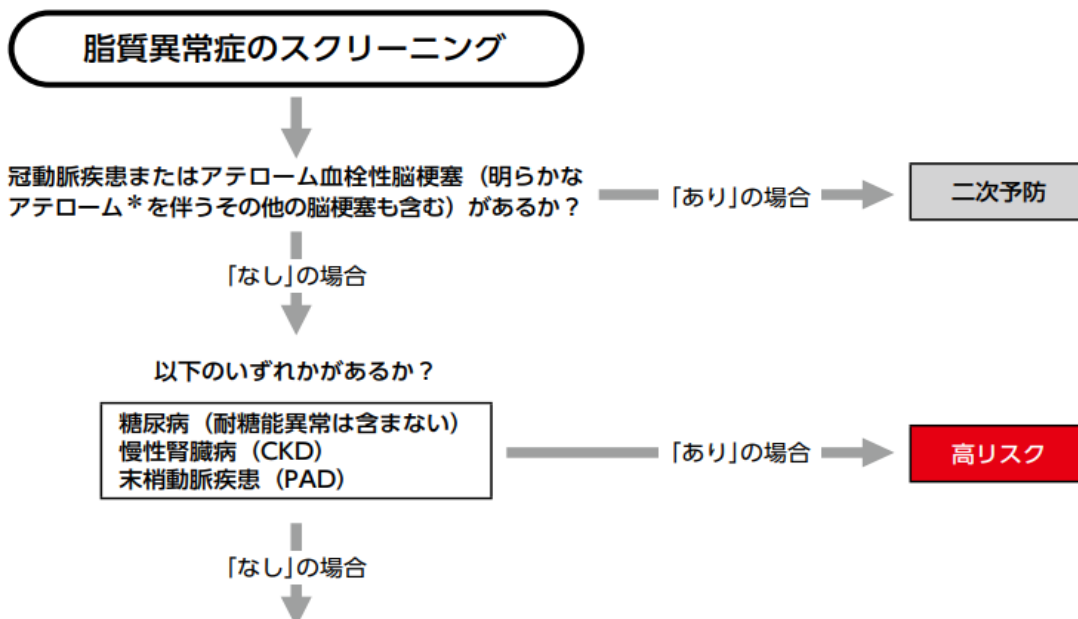 脂質異常症のスクリーニング
冠動脈疾患またはアテローム血栓性脳梗塞（明らかな
アテローム＊を伴うその他の脳梗塞も含む）があるか？
「あり」の場合
二次予防
「なし」の場合
以下のいずれかがあるか？
糖尿病（耐糖能異常は含まない）
慢性腎臓病（CKD）
末梢動脈疾患（PAD）
「あり」の場合
高リスク
「なし」の場合